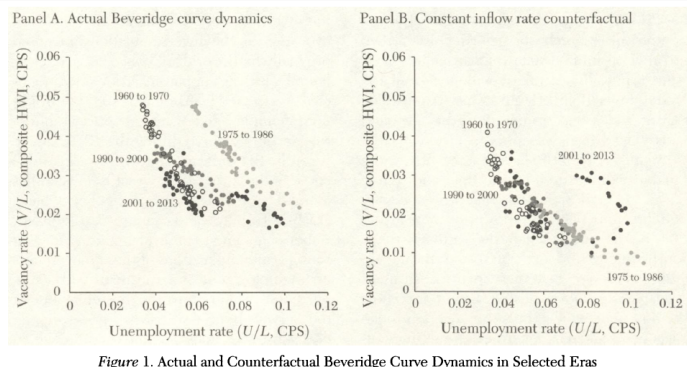 Panel A. Actual Beveridge curve dynamics
Vacancy rate (V/L, composite HWI, CPS)
0.06
0.05
0.04
0.03
0.02
0.01
0
1960 to 1970
1975 to 1986
1990 to 2000
2001 to 2013
0 0.02 0.04 0.06 0.08 0.1 0.12
Unemployment rate (U/L, CPS)
Panel B. Constant inflow rate counterfactual
Vacancy rate (V/L, composite HWI, CPS)
0.06
0.05
0.04
0.03
0.02
0.01
0
1960 to 1970
2001 to 2013
1990 to 2000
1975 to 1986
0 0.02 0.04 0.06 0.08 0.1 0.12
Unemployment rate (U/L, CPS)
Figure 1. Actual and Counterfactual Beveridge Curve Dynamics in Selected Eras